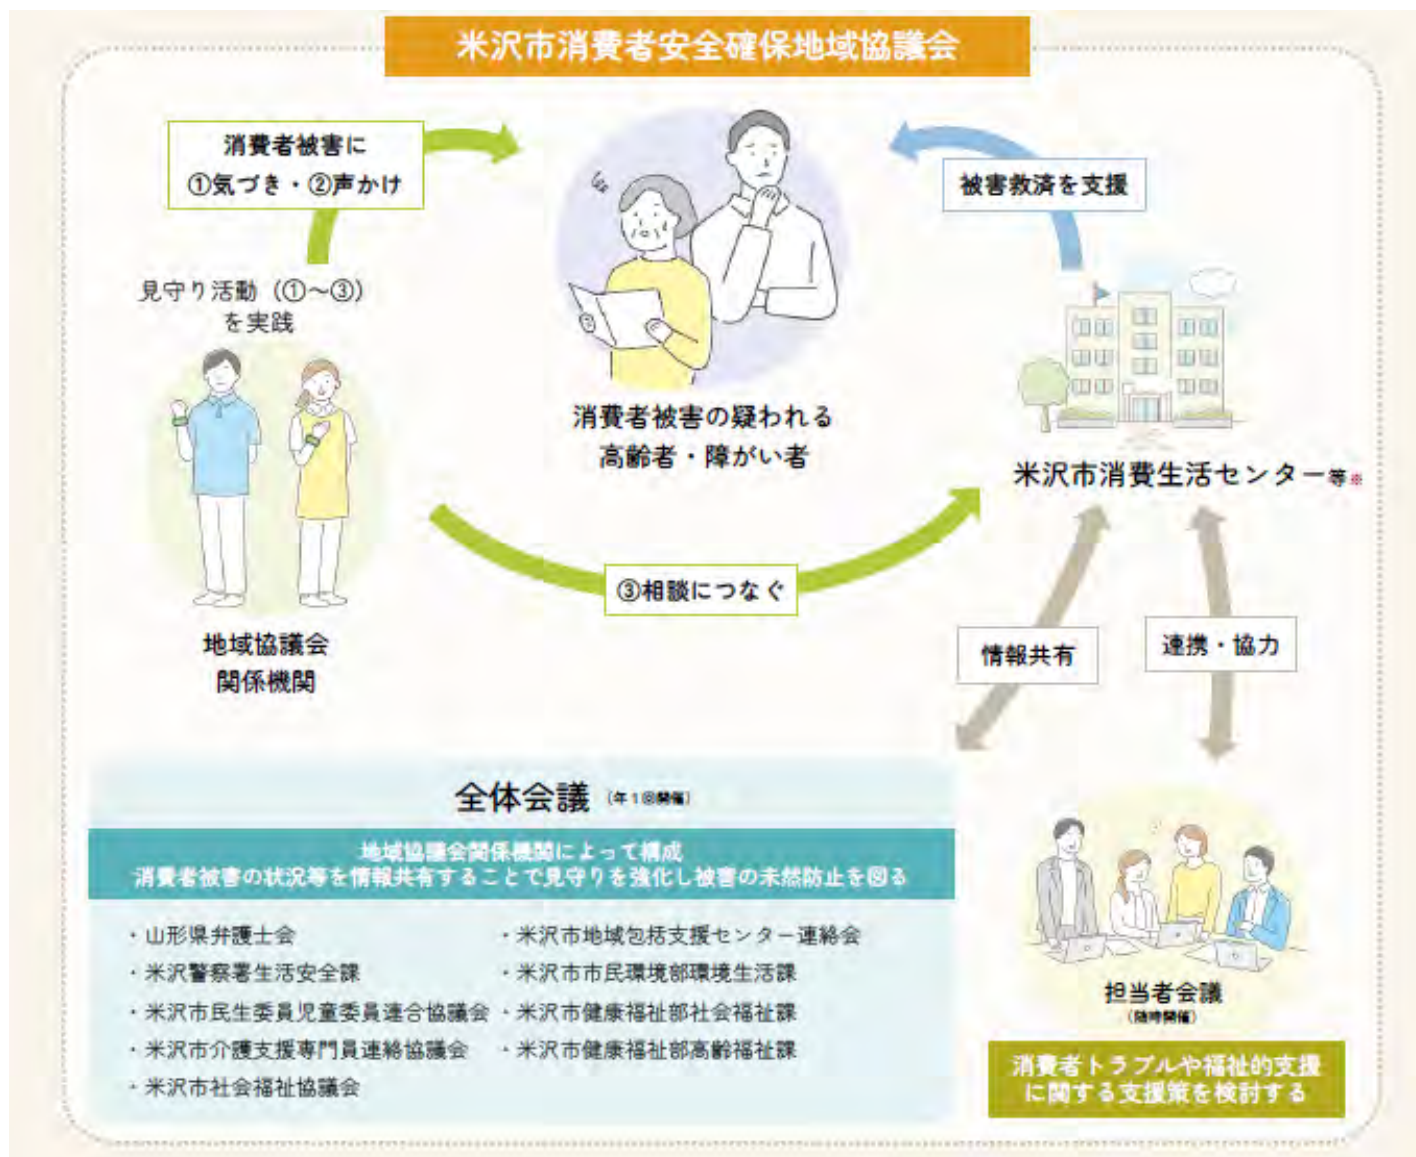 米沢市消費者安全確保地域協議会
消費者被害に
①気づき・②声かけ
被害救済を支援
見守り活動（①～③）
を実践
消費者被害の疑われる
高齢者・障がい者
米沢市消費生活センター等※
③相談につなぐ
地域協議会
関係機関
情報共有
連携・協力
全体会議（年１回開催）
地域協議会関係機関によって構成
消費者被害の状況等を情報共有することで見守りを強化し被害の未然防止を図る
・山形県弁護士会
・米沢警察署生活安全課
・米沢市民生委員児童委員連合協議会
・米沢市介護支援専門員連絡協議会
・米沢市社会福祉協議会
・米沢市地域包括支援センター連絡会
・米沢市市民環境部環境生活課
・米沢市健康福祉部社会福祉課
・米沢市健康福祉部高齢福祉課
担当者会議
（随時開催）
消費者トラブルや福祉的支援
に関する支援策を検討する